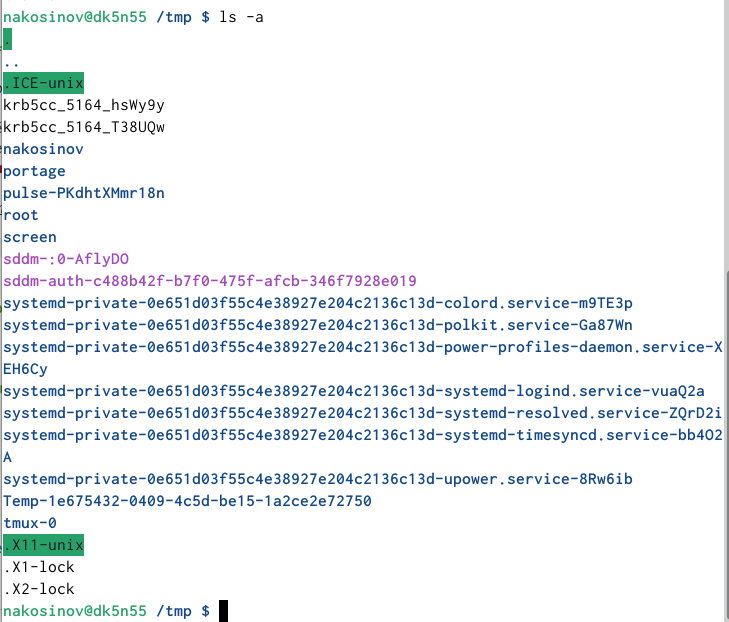 nakosinov@dk5n55 /tmp $ ls -a
.
..
.ICE-unix
krb5cc_5164_hsWy9y
krb5cc_5164_T38UQw
nakosinov
portage
pulse-PKdhtXMmr18n
root
screen
sddm-:0-AflyDO
sddm-auth-c488b42f-b7f0-475f-afcb-346f7928e019
systemd-private-0e651d03f55c4e38927e204c2136c13d-colord.service-m9TE3p
systemd-private-0e651d03f55c4e38927e204c2136c13d-polkit.service-Ga87Wn
systemd-private-0e651d03f55c4e38927e204c2136c13d-power-profiles-daemon.service-X
EH6Cy
systemd-private-0e651d03f55c4e38927e204c2136c13d-systemd-logind.service-vuaQ2a
systemd-private-0e651d03f55c4e38927e204c2136c13d-systemd-resolved.service-ZQrD2i
systemd-private-0e651d03f55c4e38927e204c2136c13d-systemd-timesyncd.service-bb4O2
A
systemd-private-0e651d03f55c4e38927e204c2136c13d-upower.service-8Rw6ib
Temp-1e675432-0409-4c5d-be15-1a2ce2e72750
tmux-0
.X11-unix
.X1-lock
.X2-lock
nakosinov@dk5n55 /tmp $